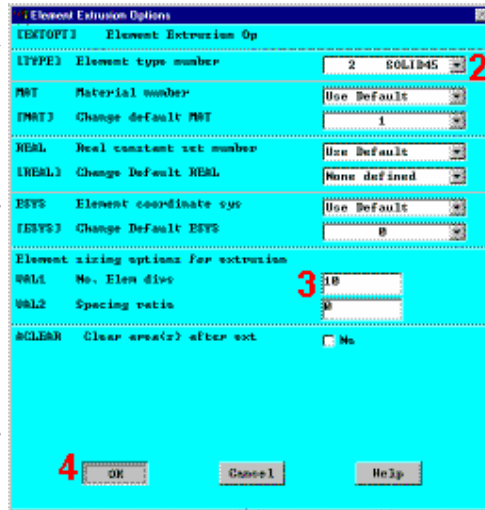 Element Extrusion Options
[EXTOPT] Element Extrusion Op
[TYPE] Element type number 2 SOLID45 2
MAT Material number Use Default
[MAT] Change default MAT 1
REAL Real constant set number Use Default
[REAL] Change Default REAL None defined
ESYS Element coordinate sys Use Default
[ESYS] Change Default ESYS 0
Element sizing options for extrusion
VAL1 No. Elem divs 3 10
VAL2 Spacing ratio 0
ACLEAR Clear area(s) after ext No
4 OK Cancel Help